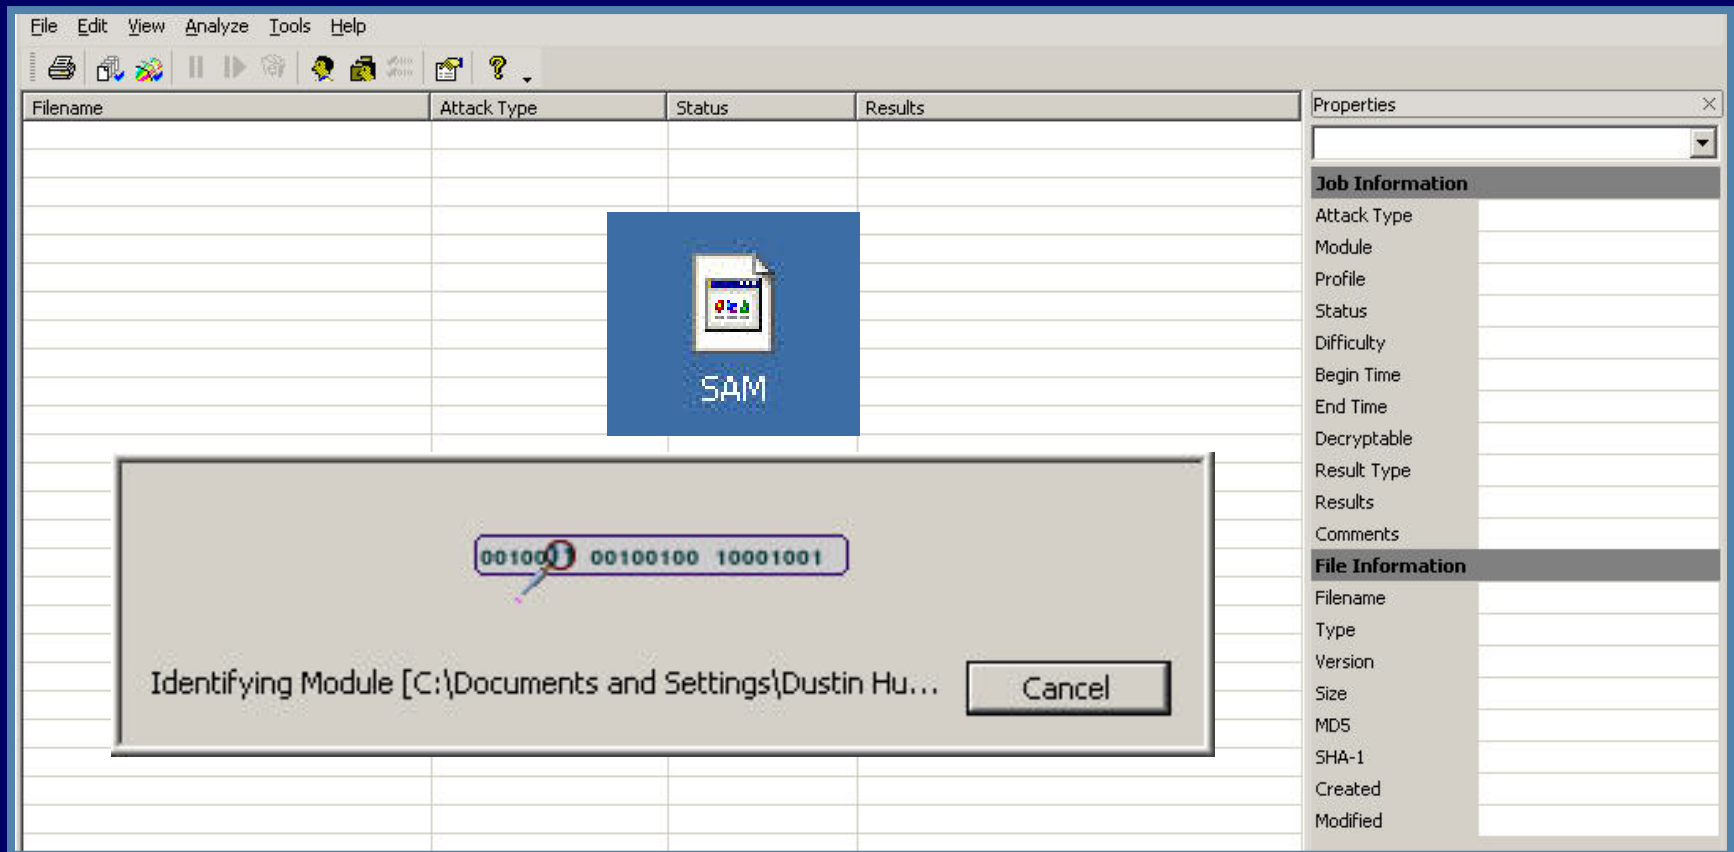 File Edit View Analyze Tools Help
Filename Attack Type Status Results
Properties
Job Information
Attack Type
Module
Profile
Status
Difficulty
Begin Time
End Time
Decryptable
Result Type
Results
Comments
File Information
Filename
Type
Version
Size
MD5
SHA-1
Created
Modified
SAM
00100 00100100 10001001
Identifying Module [C:\Documents and Settings\Dustin Hu...
Cancel